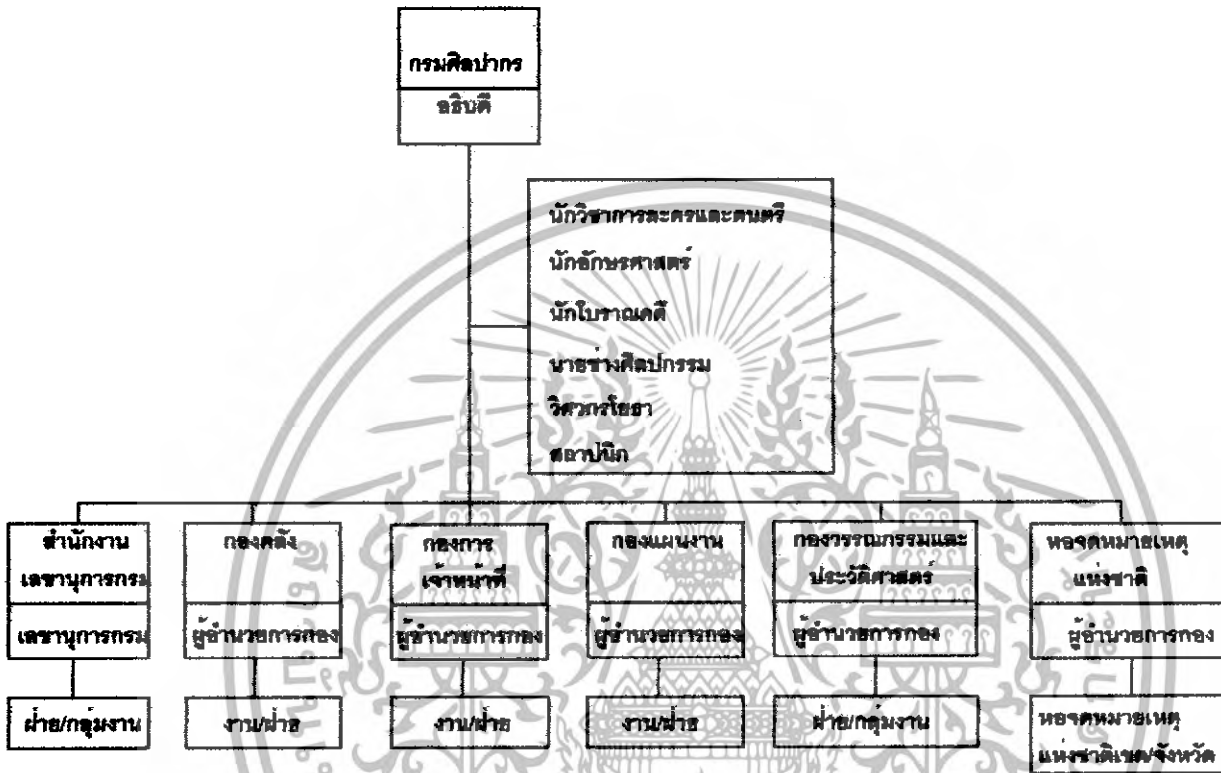 กรมศิลปากร
อธิบดี
นักวิชาการละครและดนตรี
นักอักษรศาสตร์
นักโบราณคดี
นายช่างศิลปกรรม
วิศวกรโยธา
สถาปนิก
สำนักงาน
เลขานุการกรม
เลขานุการกรม
ฝ่าย/กลุ่มงาน
กองคลัง
ผู้อำนวยการกอง
งาน/ฝ่าย
กองการ
เจ้าหน้าที่
ผู้อำนวยการกอง
งาน/ฝ่าย
กองแผนงาน
ผู้อำนวยการกอง
งาน/ฝ่าย
กองวรรณกรรมและ
ประวัติศาสตร์
ผู้อำนวยการกอง
ฝ่าย/กลุ่มงาน
หอจดหมายเหตุ
แห่งชาติ
ผู้อำนวยการกอง
หอจดหมายเหตุ
แห่งชาติเขต/จังหวัด